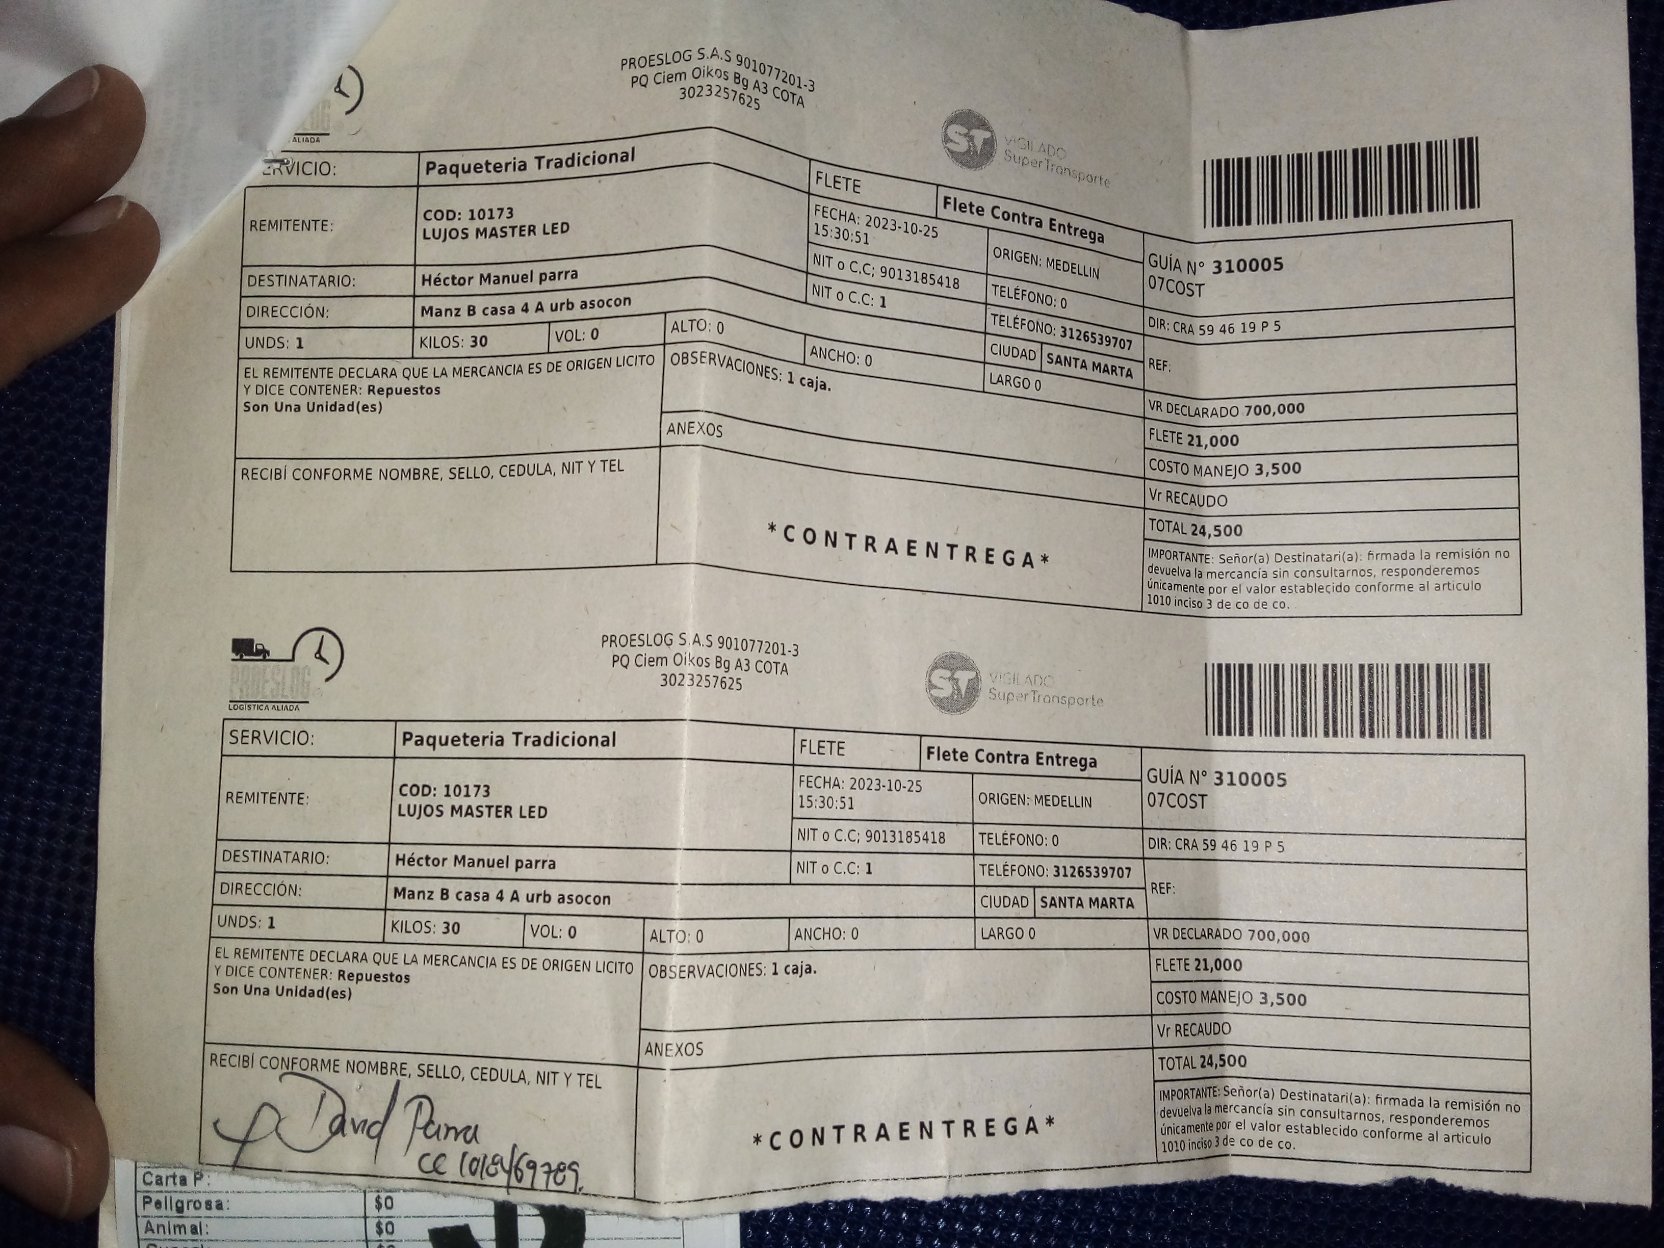 PROESLOG S.A.S 901077201-3
PQ Ciem Oikos Bg A3 COTA
3023257625
ALIADA
ST VIGILADO
SuperTransporte
SERVICIO: Paqueteria Tradicional FLETE Flete Contra Entrega
REMITENTE: COD: 10173
LUJOS MASTER LED
FECHA: 2023-10-25
15:30:51
ORIGEN: MEDELLIN
GUÍA N° 310005
07COST
NIT o C.C; 9013185418 TELÉFONO: 0 DIR: CRA 59 46 19 P 5
DESTINATARIO: Héctor Manuel parra NIT o C.C: 1 TELÉFONO: 3126539707 REF:
DIRECCIÓN: Manz B casa 4 A urb asocon CIUDAD SANTA MARTA
UNDS: 1 KILOS: 30 VOL: 0 ALTO: 0 ANCHO: 0 LARGO 0 VR DECLARADO 700,000
EL REMITENTE DECLARA QUE LA MERCANCIA ES DE ORIGEN LICITO
Y DICE CONTENER: Repuestos
Son Una Unidad(es)
OBSERVACIONES: 1 caja.
FLETE 21,000
COSTO MANEJO 3,500
ANEXOS
Vr RECAUDO
RECIBÍ CONFORME NOMBRE, SELLO, CEDULA, NIT Y TEL
TOTAL 24,500
*CONTRAENTREGA*
IMPORTANTE: Señor(a) Destinatari(a): firmada la remisión no
devuelva la mercancía sin consultarnos, responderemos
únicamente por el valor establecido conforme al articulo
1010 inciso 3 de co de co.
PROESLOG
LOGÍSTICA ALIADA
PROESLOG S.A.S 901077201-3
PQ Ciem Oikos Bg A3 COTA
3023257625
ST VIGILADO
SuperTransporte
SERVICIO: Paqueteria Tradicional FLETE Flete Contra Entrega
REMITENTE: COD: 10173
LUJOS MASTER LED
FECHA: 2023-10-25
15:30:51
ORIGEN: MEDELLIN
GUÍA N° 310005
07COST
NIT o C.C; 9013185418 TELÉFONO: 0 DIR: CRA 59 46 19 P 5
DESTINATARIO: Héctor Manuel parra NIT o C.C: 1 TELÉFONO: 3126539707 REF:
DIRECCIÓN: Manz B casa 4 A urb asocon CIUDAD SANTA MARTA
UNDS: 1 KILOS: 30 VOL: 0 ALTO: 0 ANCHO: 0 LARGO 0 VR DECLARADO 700,000
EL REMITENTE DECLARA QUE LA MERCANCIA ES DE ORIGEN LICITO
Y DICE CONTENER: Repuestos
Son Una Unidad(es)
OBSERVACIONES: 1 caja.
FLETE 21,000
COSTO MANEJO 3,500
ANEXOS
Vr RECAUDO
RECIBÍ CONFORME NOMBRE, SELLO, CEDULA, NIT Y TEL
TOTAL 24,500
David Parra
CC
*CONTRAENTREGA*
IMPORTANTE: Señor(a) Destinatari(a): firmada la remisión no
devuelva la mercancía sin consultarnos, responderemos
únicamente por el valor establecido conforme al articulo
1010 inciso 3 de co de co.
Carta P:
Peligrosa: $0
Animal: $0